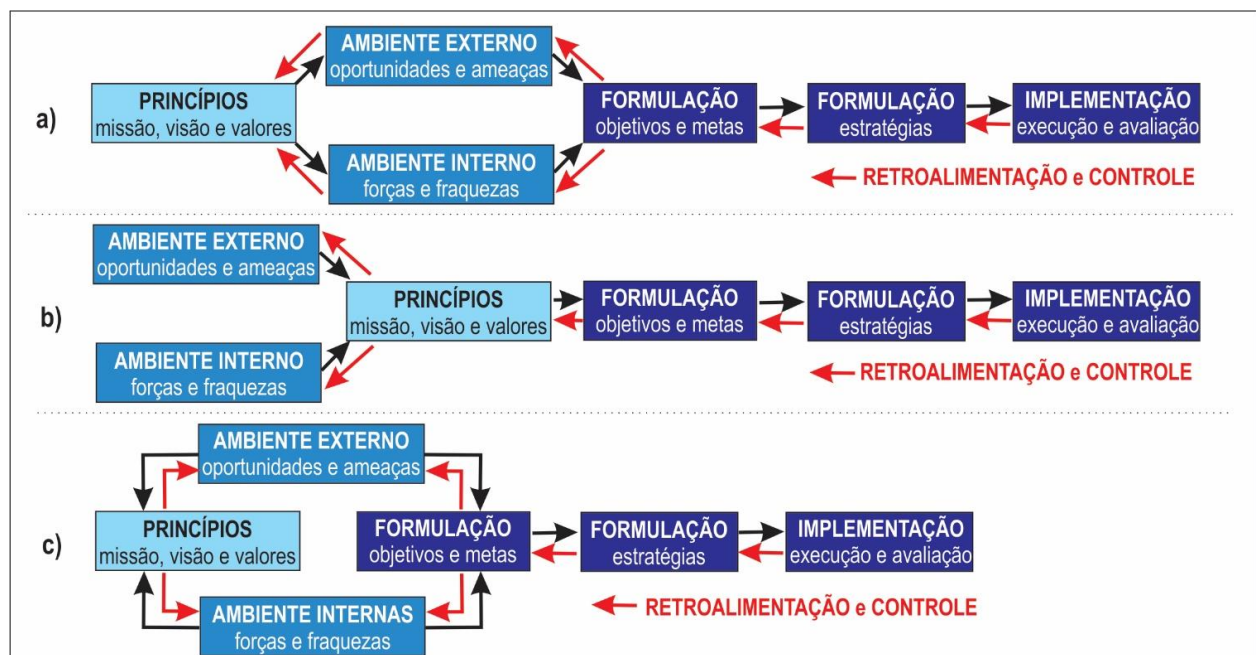 a)
PRINCÍPIOS
missão, visão e valores
AMBIENTE EXTERNO
oportunidades e ameaças
AMBIENTE INTERNO
forças e fraquezas
FORMULAÇÃO
objetivos e metas
FORMULAÇÃO
estratégias
IMPLEMENTAÇÃO
execução e avaliação
RETROALIMENTAÇÃO e CONTROLE
b)
AMBIENTE EXTERNO
oportunidades e ameaças
AMBIENTE INTERNO
forças e fraquezas
PRINCÍPIOS
missão, visão e valores
FORMULAÇÃO
objetivos e metas
FORMULAÇÃO
estratégias
IMPLEMENTAÇÃO
execução e avaliação
RETROALIMENTAÇÃO e CONTROLE
c)
AMBIENTE EXTERNO
oportunidades e ameaças
PRINCÍPIOS
missão, visão e valores
AMBIENTE INTERNAS
forças e fraquezas
FORMULAÇÃO
objetivos e metas
FORMULAÇÃO
estratégias
IMPLEMENTAÇÃO
execução e avaliação
RETROALIMENTAÇÃO e CONTROLE